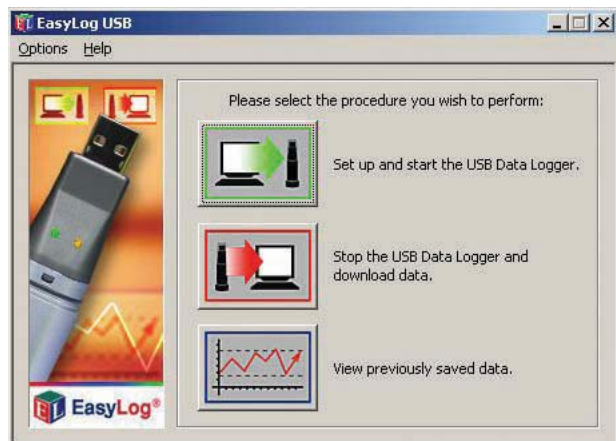 EasyLog USB
Options Help
Please select the procedure you wish to perform:
Set up and start the USB Data Logger.
Stop the USB Data Logger and
download data.
View previously saved data.
EL EasyLog®